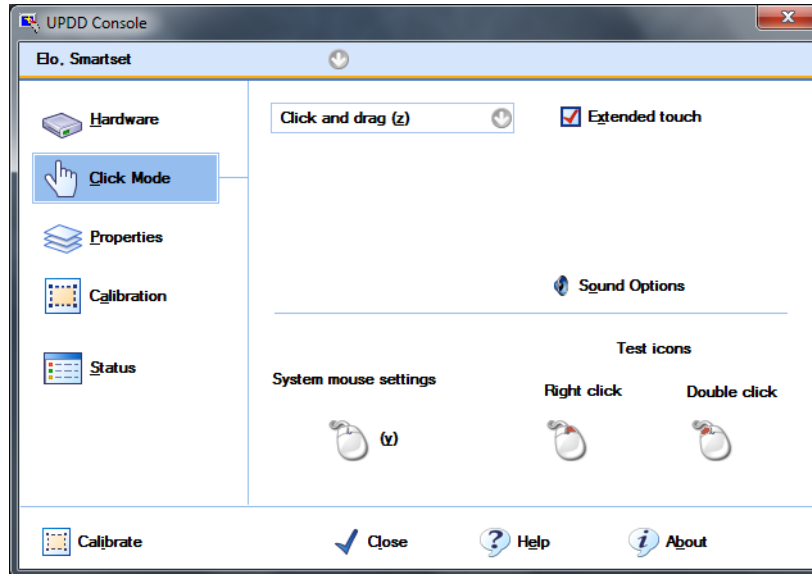 UPDD Console
Elo, Smartset
Hardware
Click Mode
Properties
Calibration
Status
Click and drag (z)
Extended touch
Sound Options
System mouse settings
(y)
Test icons
Right click
Double click
Calibrate
Close
Help
About